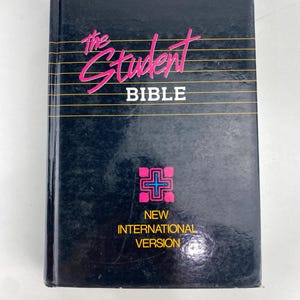 The
Student
BIBLE
NEW
INTERNATIONAL
VERSION